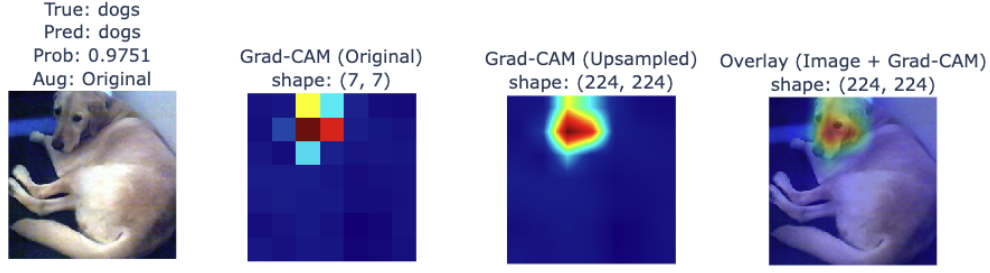 True: dogs
Pred: dogs
Prob: 0.9751
Aug: Original
Grad-CAM (Original)
shape: (7, 7)
Grad-CAM (Upsampled)
shape: (224, 224)
Overlay (Image + Grad-CAM)
shape: (224, 224)